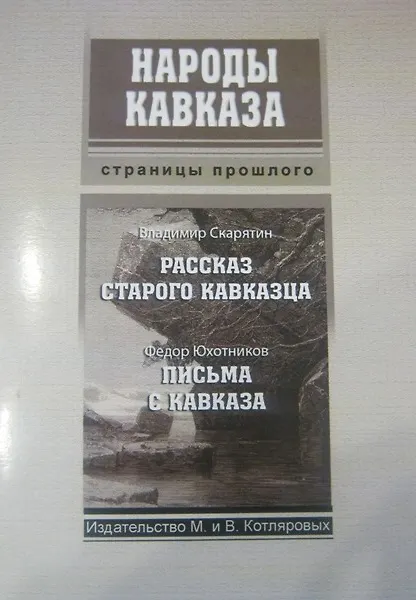 НАРОДЫ
КАВКАЗА
страницы прошлого
Владимир Скарятин
РАССКАЗ
СТАРОГО КАВКАЗЦА
Федор Юхотников
ПИСЬМА
С КАВКАЗА
Издательство М. и В. Котляровых